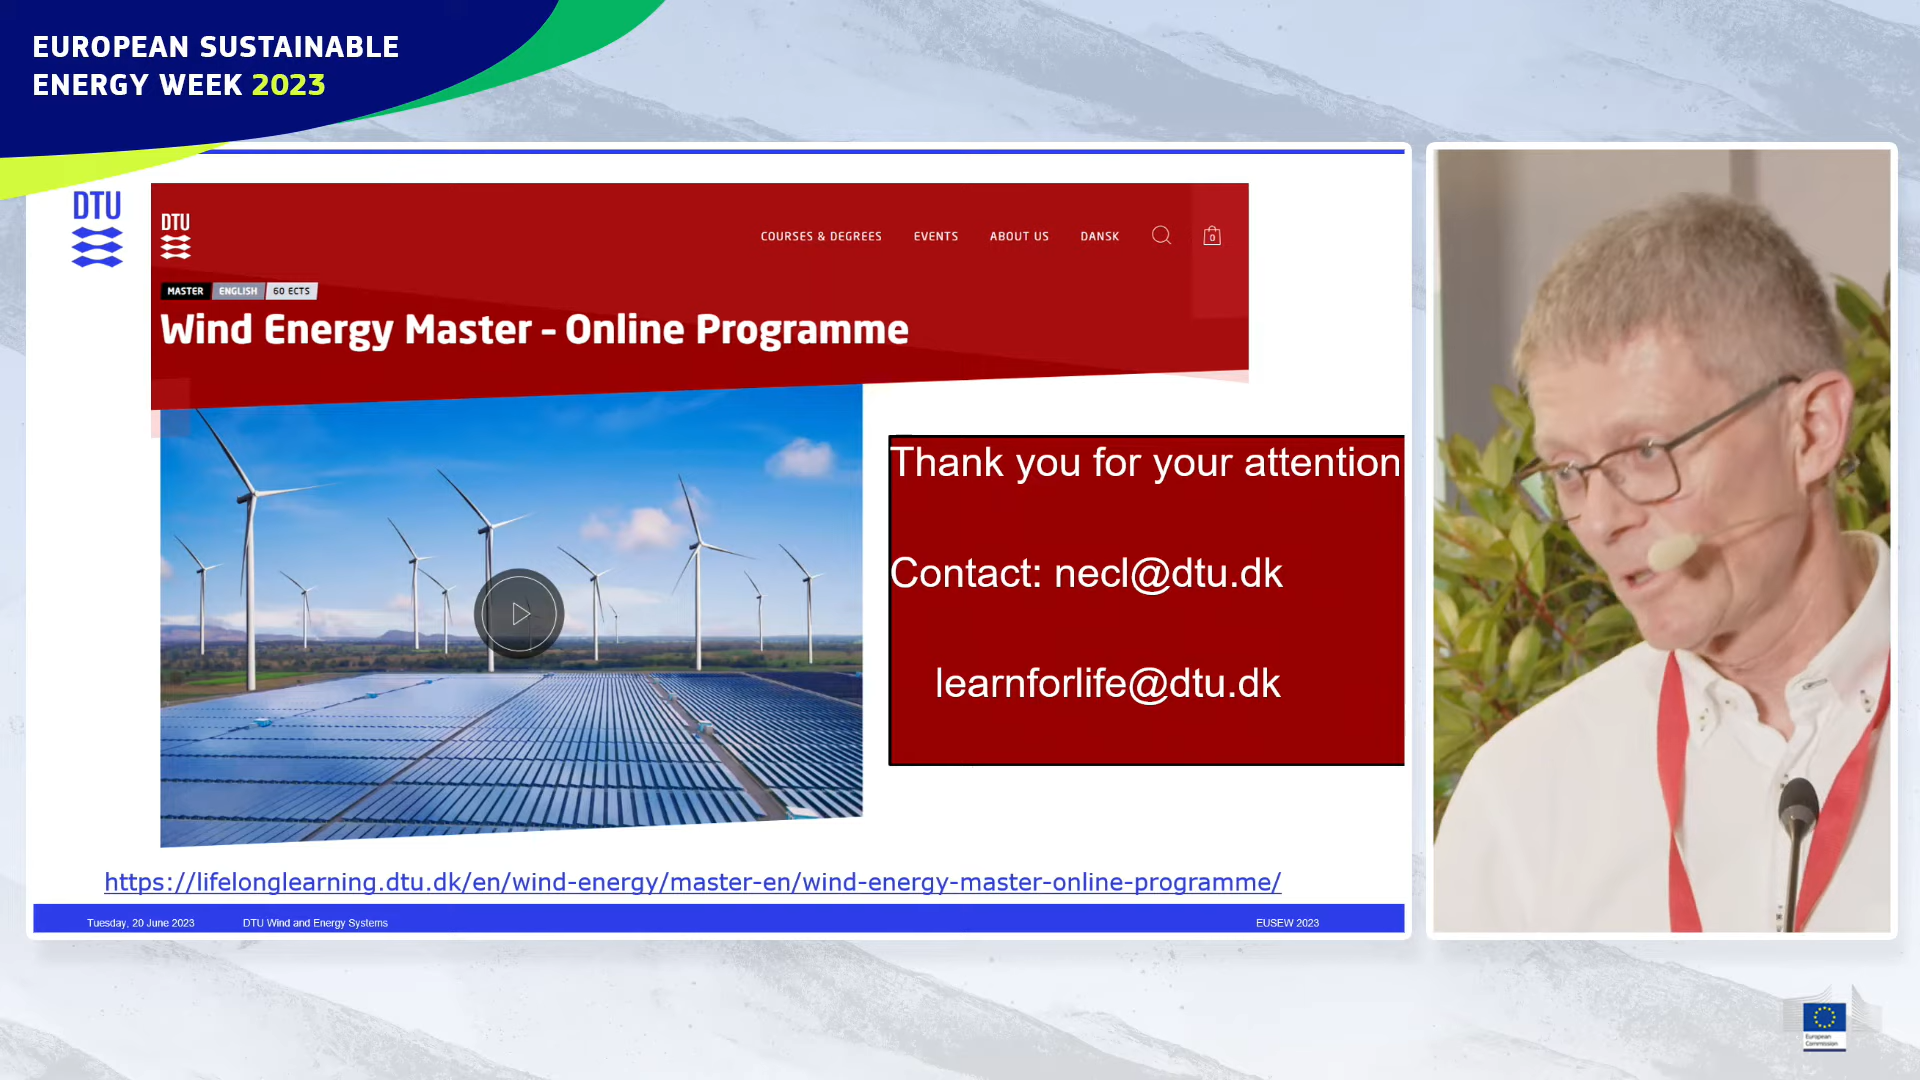 EUROPEAN SUSTAINABLE
ENERGY WEEK 2023
DTU
DTU
COURSES & DEGREES
EVENTS
ABOUT US
DANSK
0
MASTER
ENGLISH
60 ECTS
Wind Energy Master – Online Programme
Thank you for your attention
Contact: necl@dtu.dk
learnforlife@dtu.dk
https://lifelonglearning.dtu.dk/en/wind-energy/master-en/wind-energy-master-online-programme/
Tuesday, 20 June 2023
DTU Wind and Energy Systems
EUSEW 2023
European
Commission